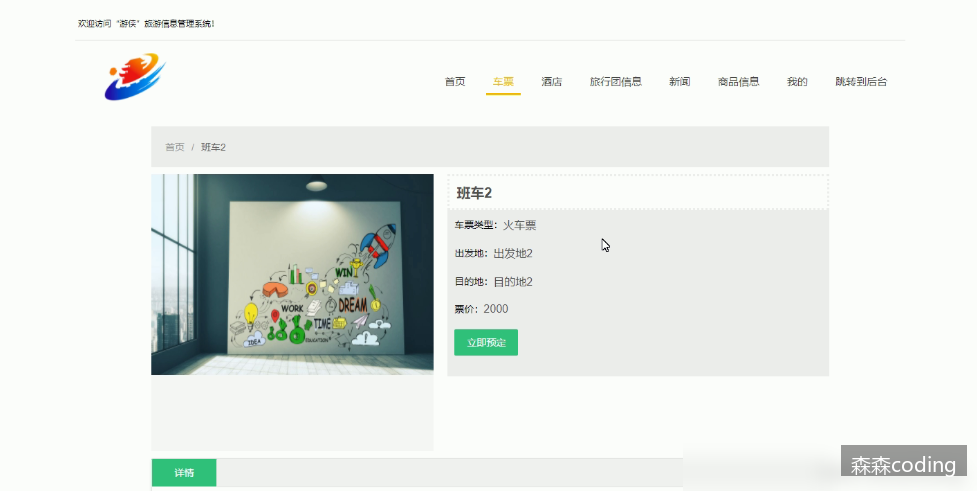 欢迎访问“游侠”旅游信息管理系统！
首页 车票 酒店 旅行团信息 新闻 商品信息 我的 跳转到后台
首页 / 班车2
班车2
车票类型： 火车票
出发地： 出发地2
目的地： 目的地2
票价： 2000
立即预定
WIN
WORK
DREAM
TIME
IDEA
EDUCATION
详情
森森coding